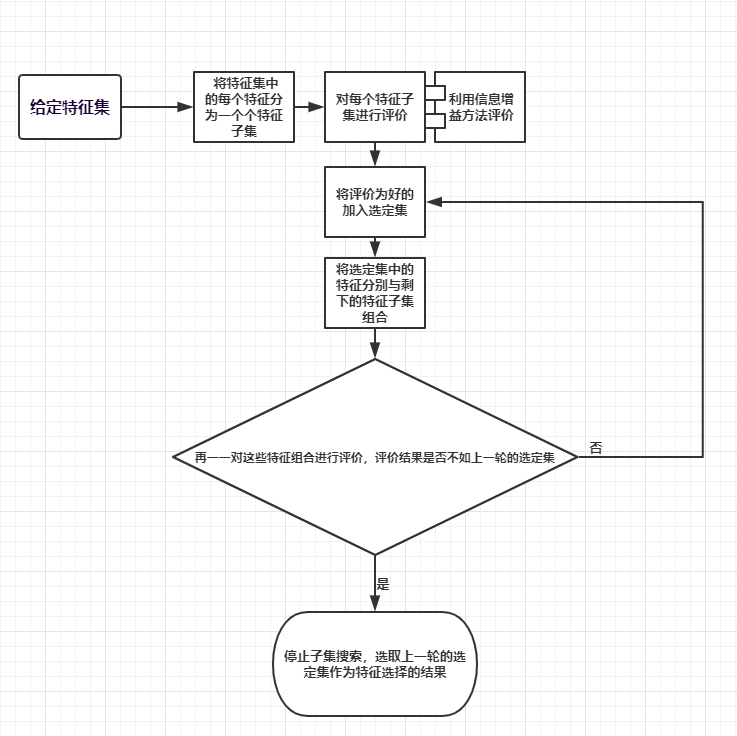 给定特征集
将特征集中
的每个特征分
为一个个特征
子集
对每个特征子
集进行评价
利用信息增
益方法评价
将评价为好的
加入选定集
将选定集中的
特征分别与剩
下的特征子集
组合
再一一对这些特征组合进行评价，评价结果是否不如上一轮的选定集
否
是
停止子集搜索，选取上一轮的选
定集作为特征选择的结果